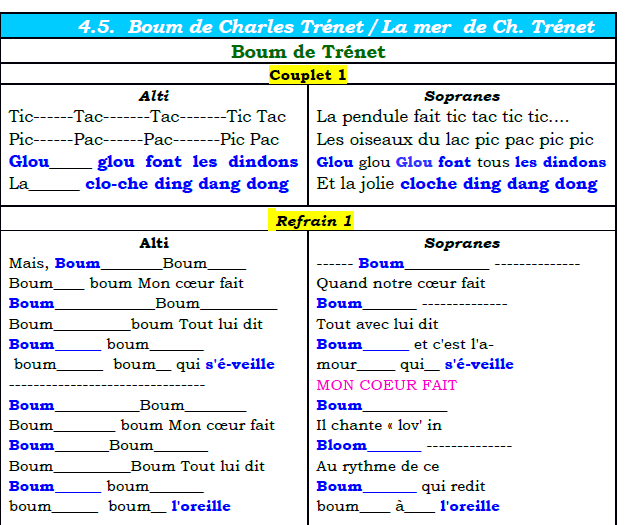 4.5. Boum de Charles Trénet / La mer de Ch. Trénet
Boum de Trénet
Couplet 1
Alti
Tic------Tac-------Tac-------Tic Tac
Pic------Pac------Pac-------Pic Pac
Glou_____ glou font les dindons
La______ clo-che ding dang dong
Sopranes
La pendule fait tic tac tic tic....
Les oiseaux du lac pic pac pic pic
Glou glou Glou font tous les dindons
Et la jolie cloche ding dang dong
Refrain 1
Alti
Mais, Boum________Boum_____
Boum____ boum Mon cœur fait
Boum_____________Boum__________
Boum__________boum Tout lui dit
Boum______ boum_______
boum______ boum__ qui s'é-veille
--------------------------------
Boum___________Boum________
Boum________ boum Mon cœur fait
Boum_______Boum_______
Boum_________Boum Tout lui dit
Boum______ boum_______
boum______ boum__ l'oreille
Sopranes
------ Boum___________ --------------
Quand notre cœur fait
Boum_______ --------------
Tout avec lui dit
Boum______ et c'est l'a-
mour_____ qui__ s'é-veille
MON COEUR FAIT
Boum___________
Il chante « lov' in
Bloom_______ --------------
Au rythme de ce
Boum_______ qui redit
boum____ à____ l'oreille